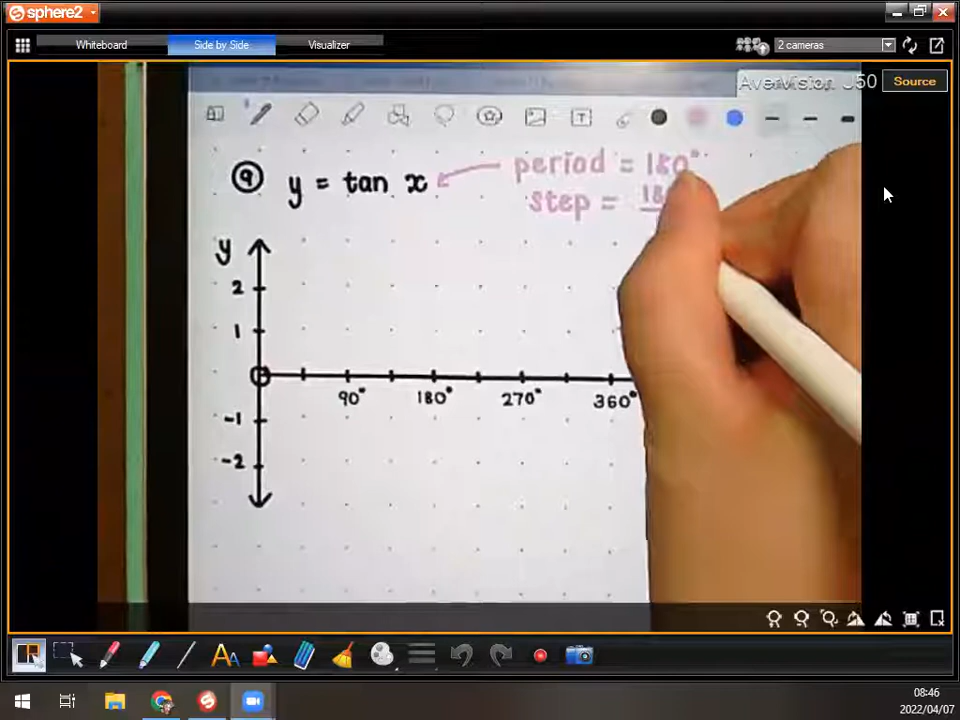 sphere2
Whiteboard
Side by Side
Visualizer
2 cameras
AverVision U50
Source
9 y = tan x
period = 180°
step =
y
2
1
-1
-2
90° 180° 270° 360°
T
08:46
2022/04/07